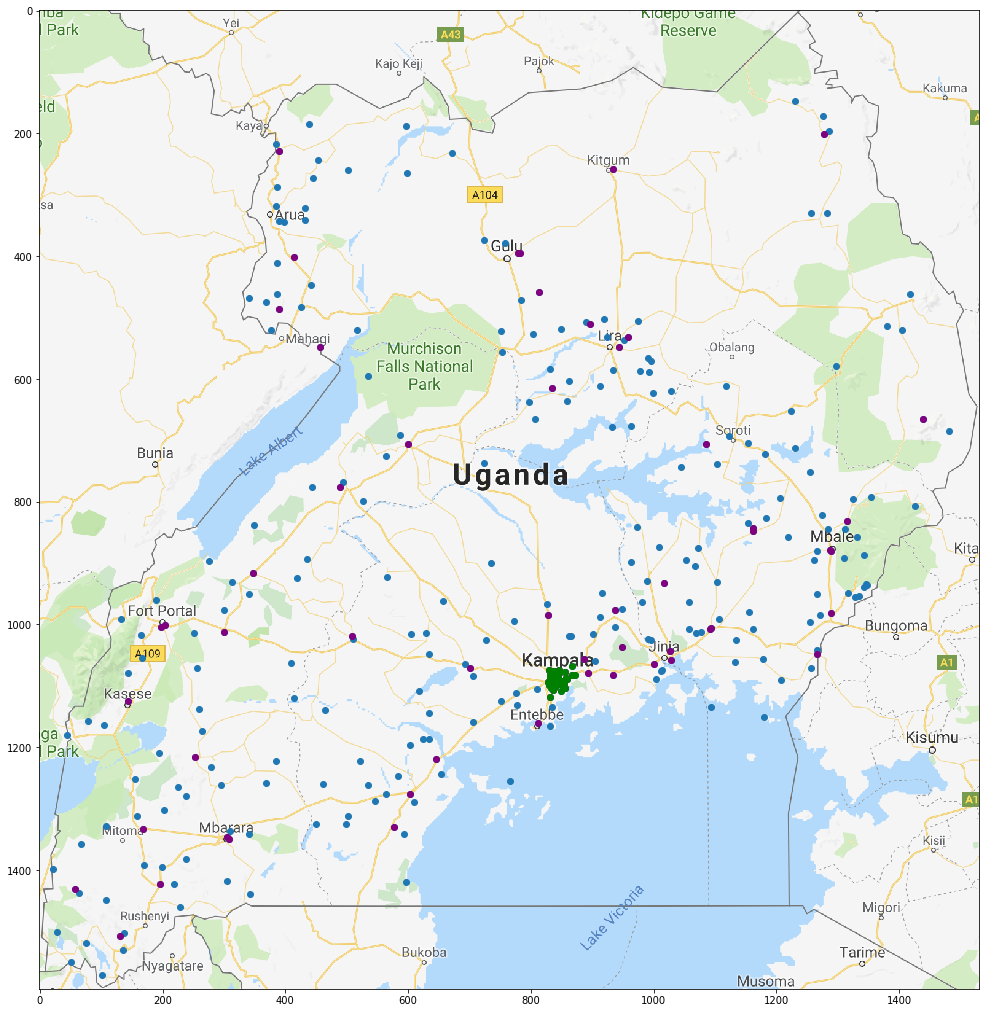 0
iba
l Park
Yei
A43
Kidepo Game
Reserve
Kajo Keji
Pajok
Kakuma
eld
A
200
Kaya
Kitgum
sa
A104
Arua
400
Gulu
Mahagi
Lira
Obalang
Murchison
Falls National
Park
600
Soroti
Bunia
Lake Albert
Uganda
800
Mbale
Kita
Fort Portal
1000
Bungoma
A109
Jinja
Kampala
A1
Kasese
Entebbe
1200
ga
l Park
Kisumu
A1
Mitoma
Mbarara
Kisii
1400
Lake Victoria
Rushenyi
Migori
Bukoba
Tarime
Nyagatare
Musoma
0
200
400
600
800
1000
1200
1400